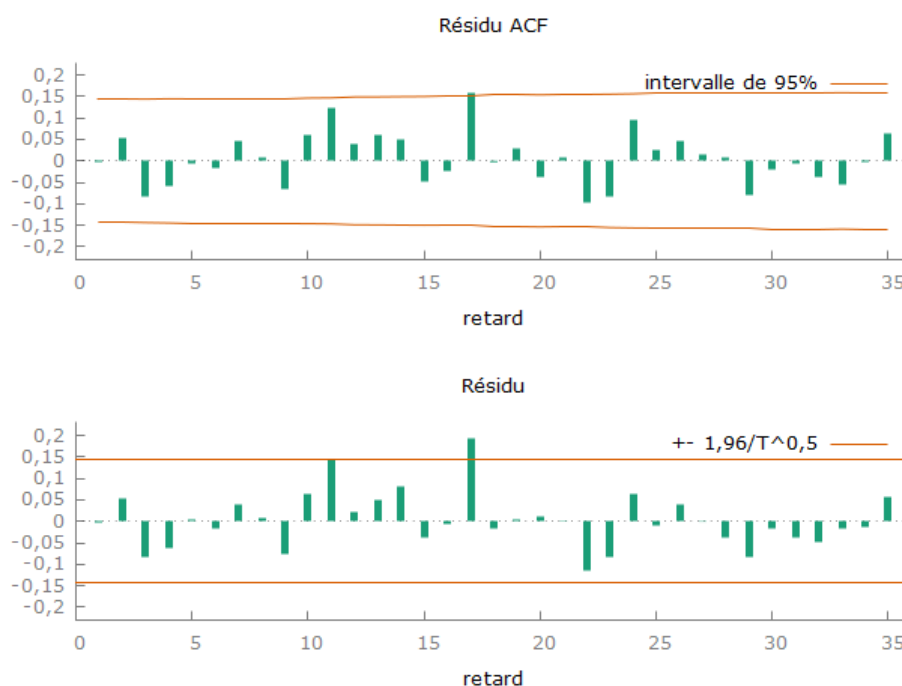 Résidu ACF
0,2
0,15
0,1
0,05
0
-0,05
-0,1
-0,15
-0,2
intervalle de 95%
0 5 10 15 20 25 30 35
retard
Résidu
0,2
0,15
0,1
0,05
0
-0,05
-0,1
-0,15
-0,2
+- 1,96/T^0,5
0 5 10 15 20 25 30 35
retard